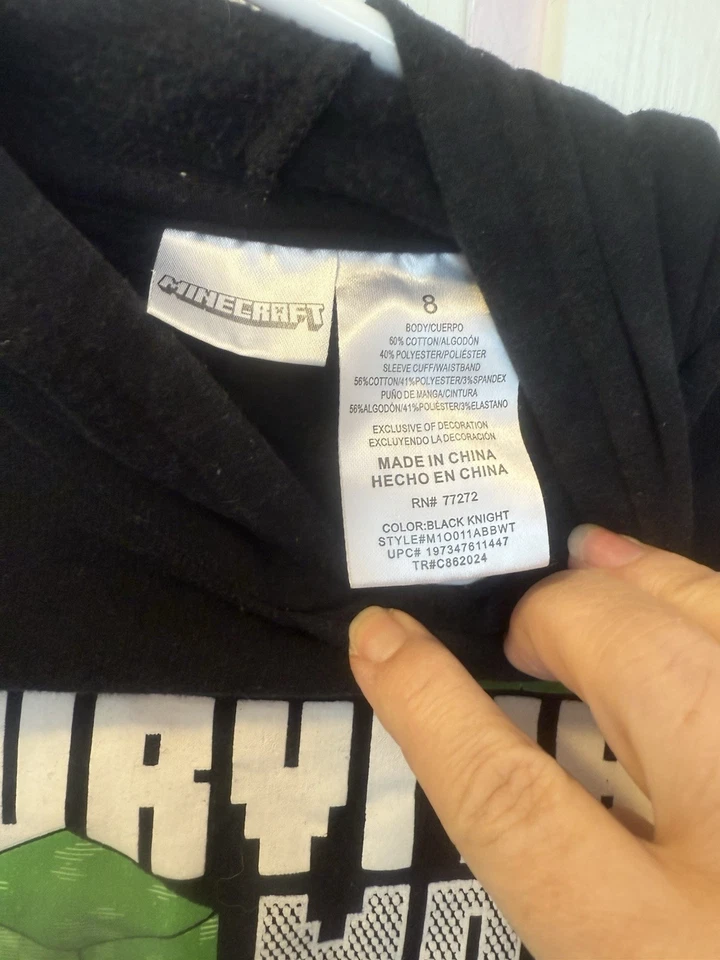 MINECRAFT
8
BODY/CUERPO
60% COTTON/ALGODÓN
40% POLYESTER/POLIÉSTER
SLEEVE CUFF/WAISTBAND
56%COTTON/41%POLYESTER/3%SPANDEX
PUÑO DE MANGA/CINTURA
56%ALGODÓN/41%POLIÉSTER/3%ELASTANO
EXCLUSIVE OF DECORATION
EXCLUYENDO LA DECORACIÓN
MADE IN CHINA
HECHO EN CHINA
RN# 77272
COLOR:BLACK KNIGHT
STYLE#M1O011ABBWT
UPC# 197347611447
TR#C862024